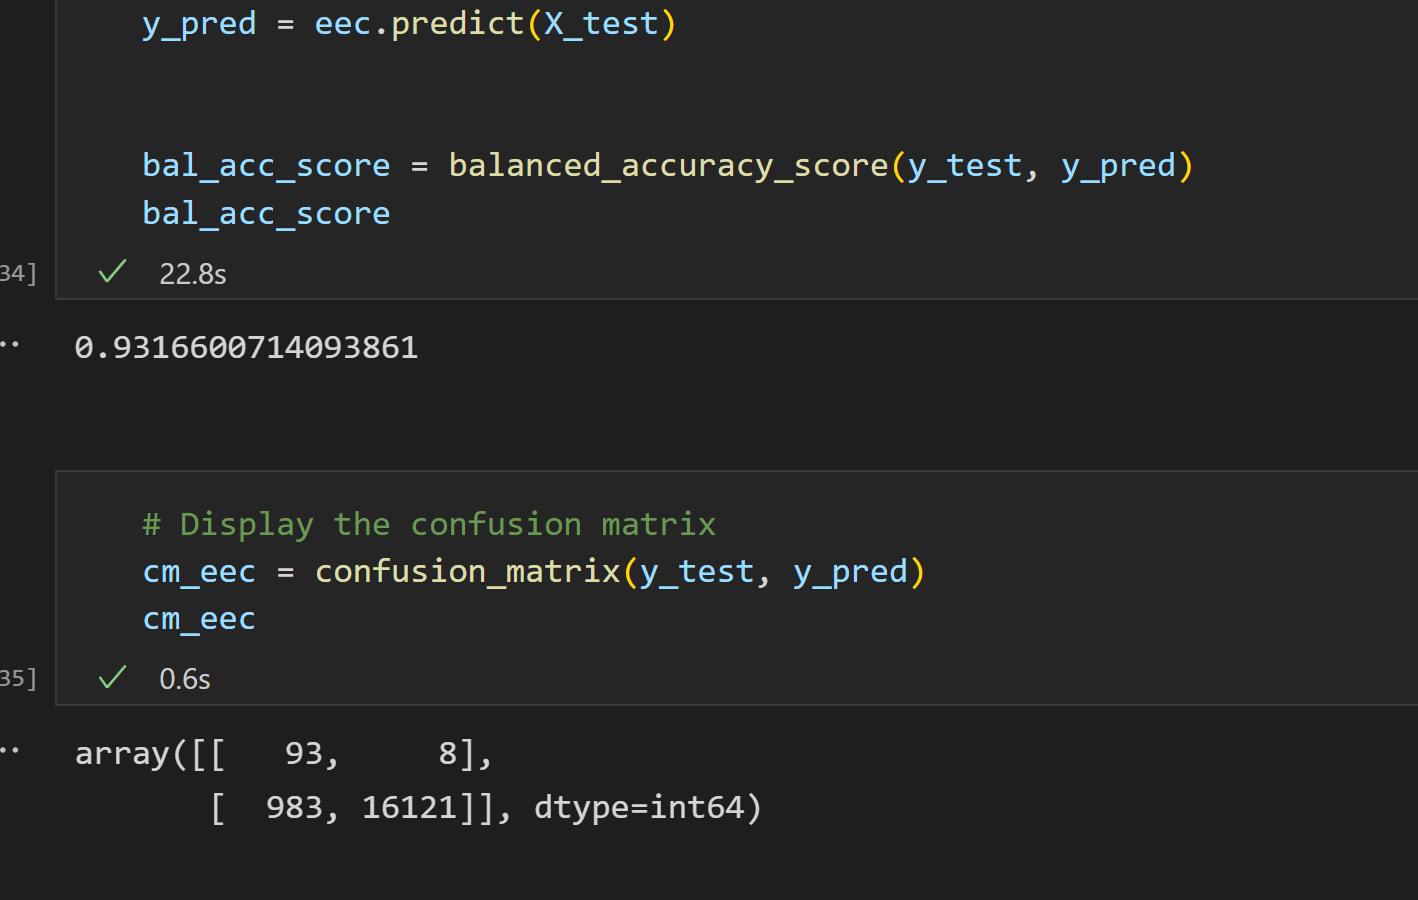 y_pred = eec.predict(X_test)
bal_acc_score = balanced_accuracy_score(y_test, y_pred)
bal_acc_score
34]
22.8s
0.9316600714093861
# Display the confusion matrix
cm_eec = confusion_matrix(y_test, y_pred)
cm_eec
35]
0.6s
array([[   93,     8],
       [  983, 16121]], dtype=int64)